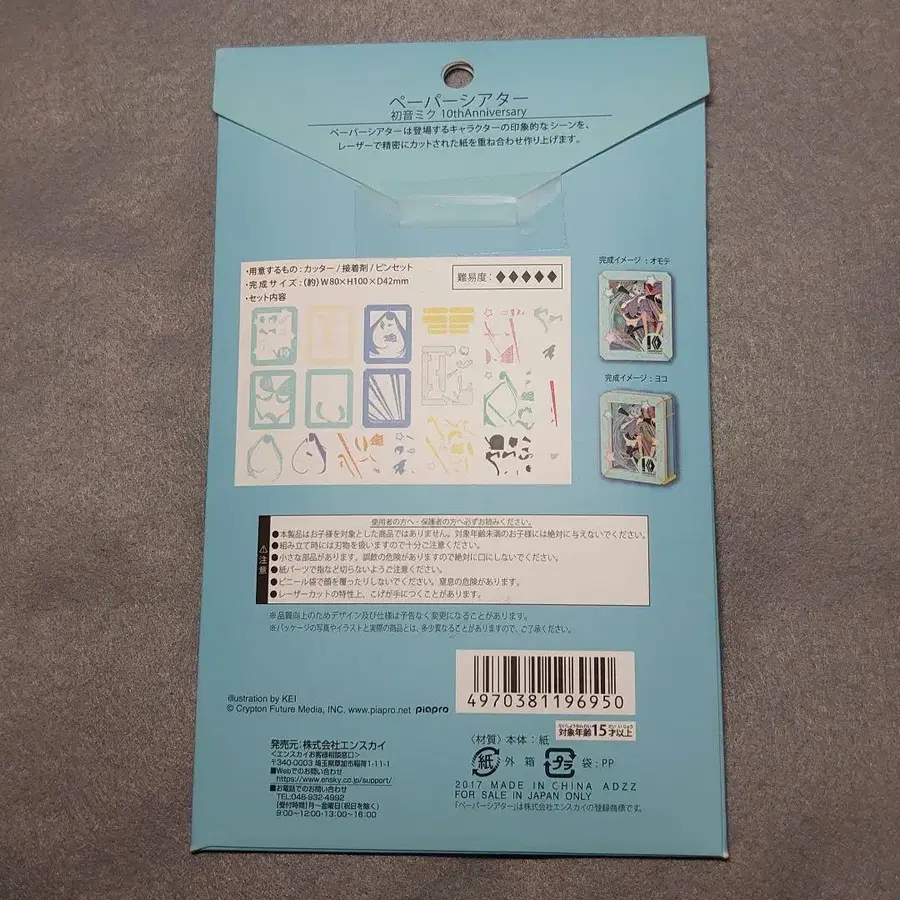 ペーパーシアター
初音ミク 10thAnniversary
ペーパーシアターは登場するキャラクターの印象的なシーンを、
レーザーで精密にカットされた紙を重ね合わせ作り上げます。
・用意するもの：カッター / 接着剤 / ピンセット
・完成サイズ：(約) W80×H100×D42mm
・セット内容
難易度：◆◆◆◆◆
完成イメージ：オモテ
完成イメージ：ヨコ
使用者の方へ・保護者の方へ必ずお読みください。
⚠注意
●本製品はお子様を対象とした商品ではありません。対象年齢未満のお子様には絶対に与えないでください。
●組み立て時には刃物を扱いますので十分ご注意ください。
●小さな部品があります。誤飲の危険がありますので絶対に口にしないでください。
●紙パーツで指など切らないようご注意ください。
●ビニール袋で顔を覆ったりしないでください。窒息の危険があります。
●レーザーカットの特性上、こげが手につくことがあります。
※品質向上のためデザイン及び仕様は予告なく変更になることがあります。
※パッケージの写真やイラストと実際の商品とは、多少異なることがありますので、ご了承ください。
illustration by KEI
© Crypton Future Media, INC. www.piapro.net piapro
4970381196950
対象年齢15才以上
発売元：株式会社エンスカイ
<エンスカイお客様相談窓口>
〒340-0003 埼玉県草加市稲荷1-11-1
■Webでのお問い合わせ
https://www.ensky.co.jp/support/
■お電話でのお問い合わせ
TEL:048-932-4992
[受付時間]月~金曜日(祝日を除く)
9:00~12:00・13:00~16:00
〈材質〉本体：紙
紙 外箱 プラ 袋：PP
2017 MADE IN CHINA ADZZ
FOR SALE IN JAPAN ONLY
「ペーパーシアター」は株式会社エンスカイの登録商標です。